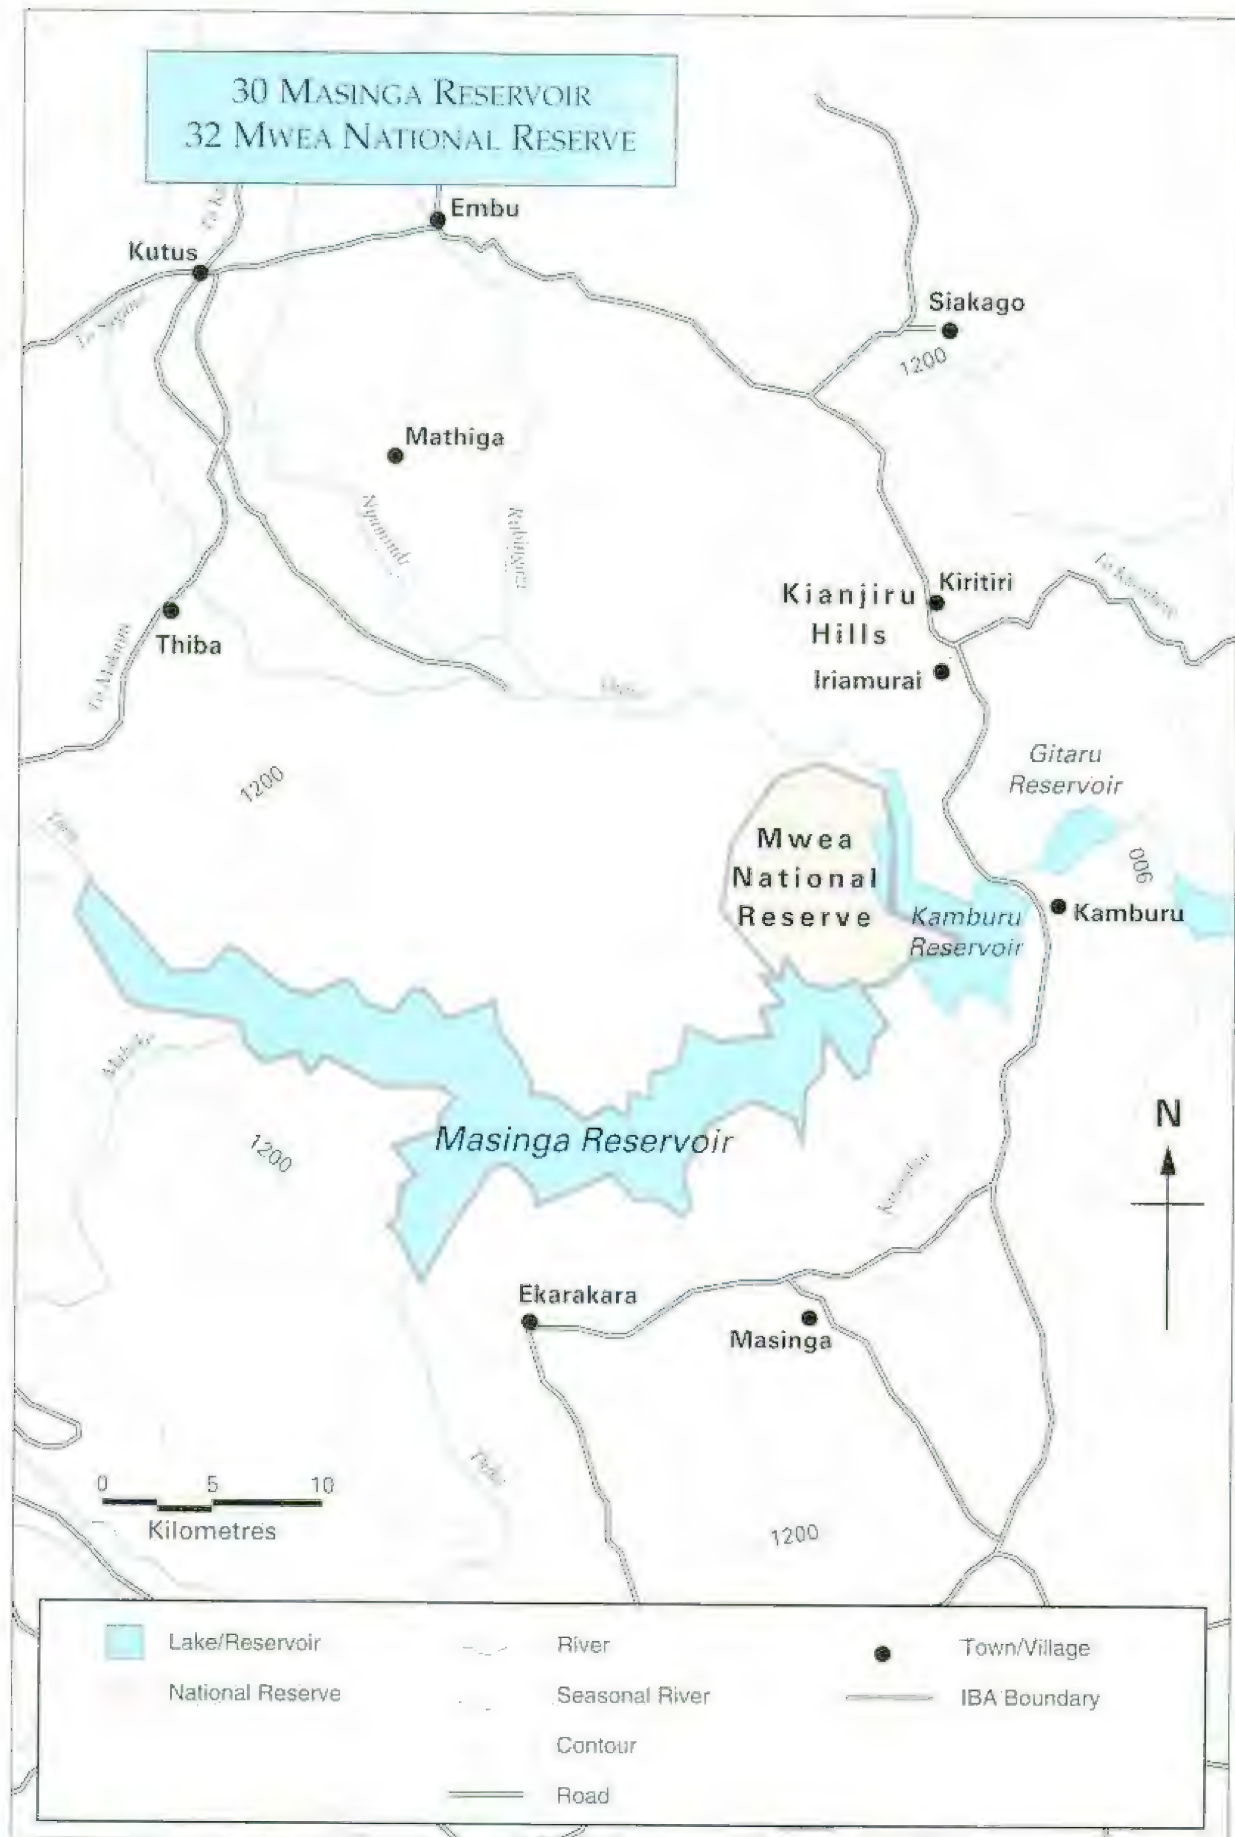 30 MASINGA RESERVOIR
32 MWEA NATIONAL RESERVE
Embu
Kutus
Siakago
1200
Mathiga
Kiritiri
Kianjiru
Hills
Iriamurai
Thiba
1200
Gitaru
Reservoir
Mwea
National
Reserve
900
Kamburu
Kamburu
Reservoir
Masinga Reservoir
1200
N
Ekarakara
Masinga
0 5 10
Kilometres
1200
Lake/Reservoir
National Reserve
River
Seasonal River
Contour
Road
Town/Village
IBA Boundary